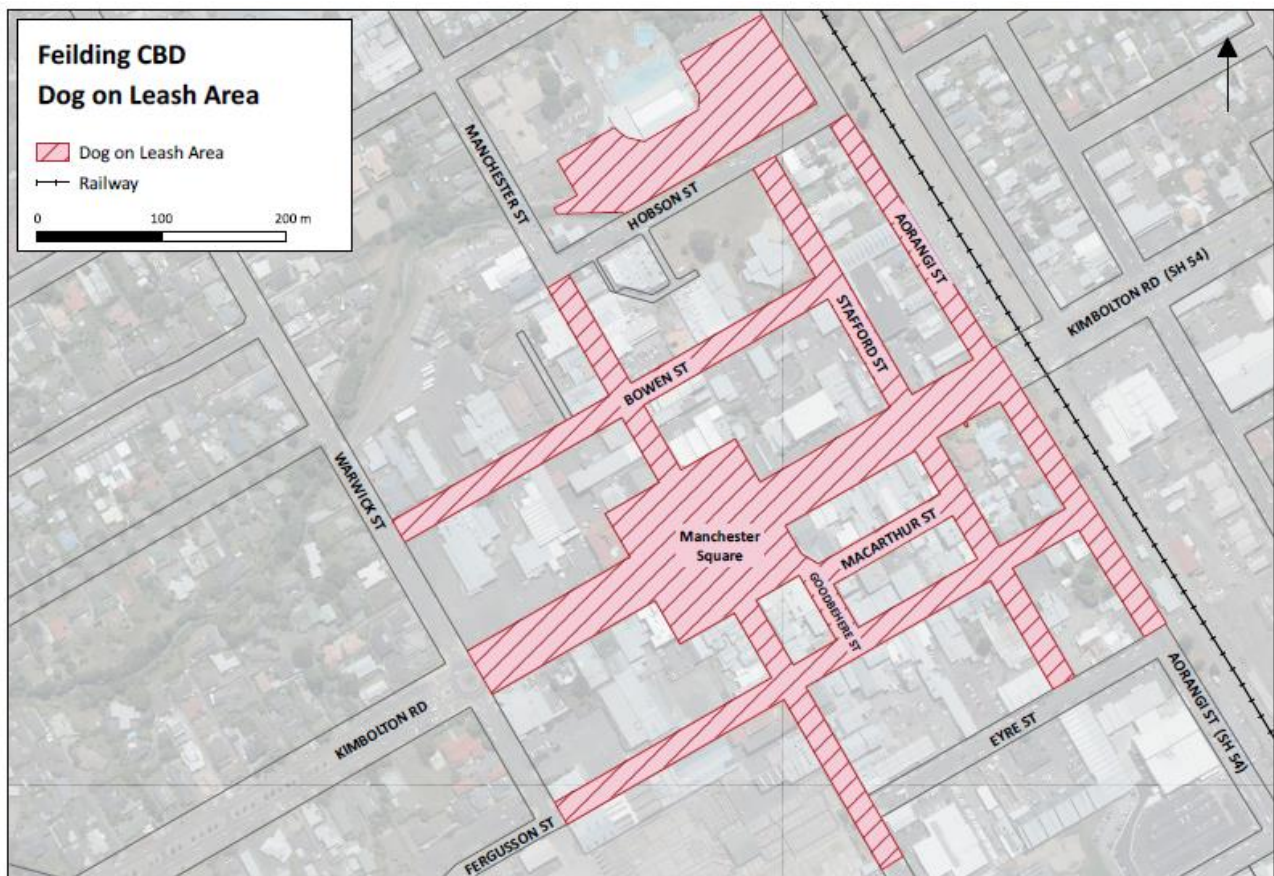 Feilding CBD
Dog on Leash Area
Dog on Leash Area
Railway
0 100 200 m
MANCHESTER ST
HOBSON ST
AORANGI ST
KIMBOLTON RD (SH 54)
STAFFORD ST
BOWEN ST
WARWICK ST
Manchester
Square
MACARTHUR ST
GOODBEHERE ST
KIMBOLTON RD
EYRE ST
AORANGI ST (SH 54)
FERGUSSON ST